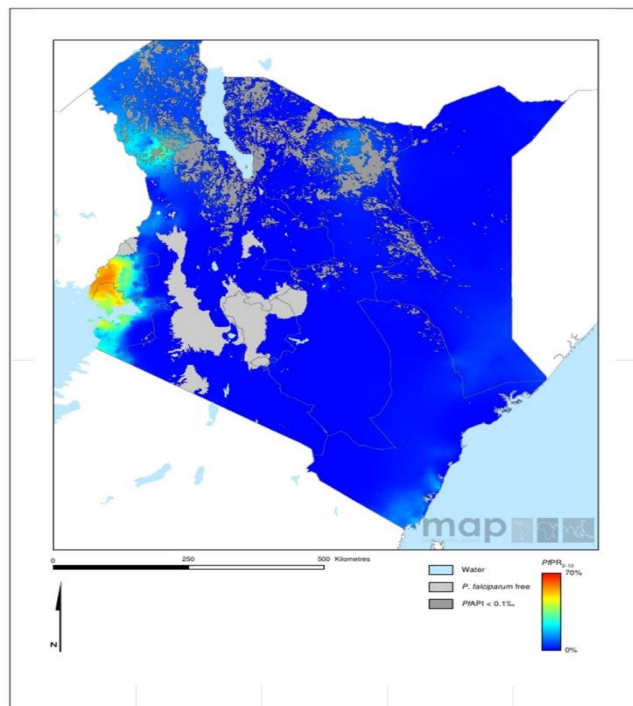 map
0 250 500 Kilometres
Water
P. falciparum free
PfAPI < 0.1‰
PfPR2-10
70%
0%
N